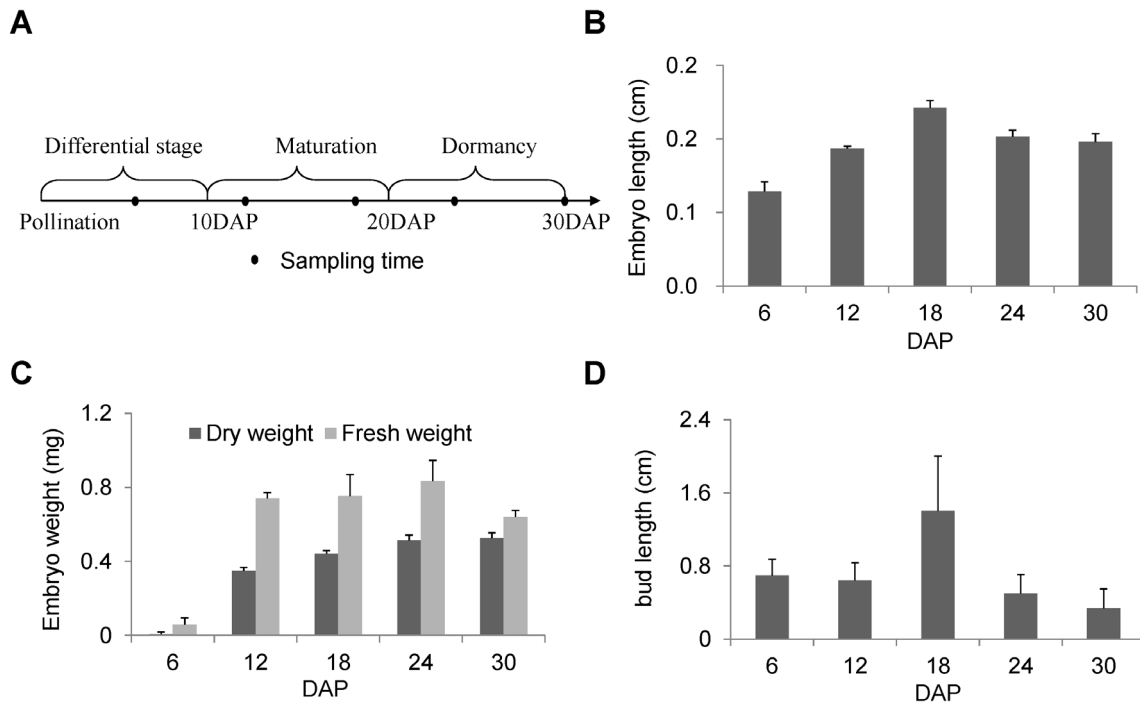 A
Differential stage Maturation Dormancy
Pollination 10DAP 20DAP 30DAP
Sampling time
B
Embryo length (cm)
0.2
0.2
0.1
0.0
6 12 18 24 30
DAP
C
Embryo weight (mg)
1.2
0.8
0.4
0
Dry weight Fresh weight
6 12 18 24 30
DAP
D
bud length (cm)
2.4
1.6
0.8
0
6 12 18 24 30
DAP